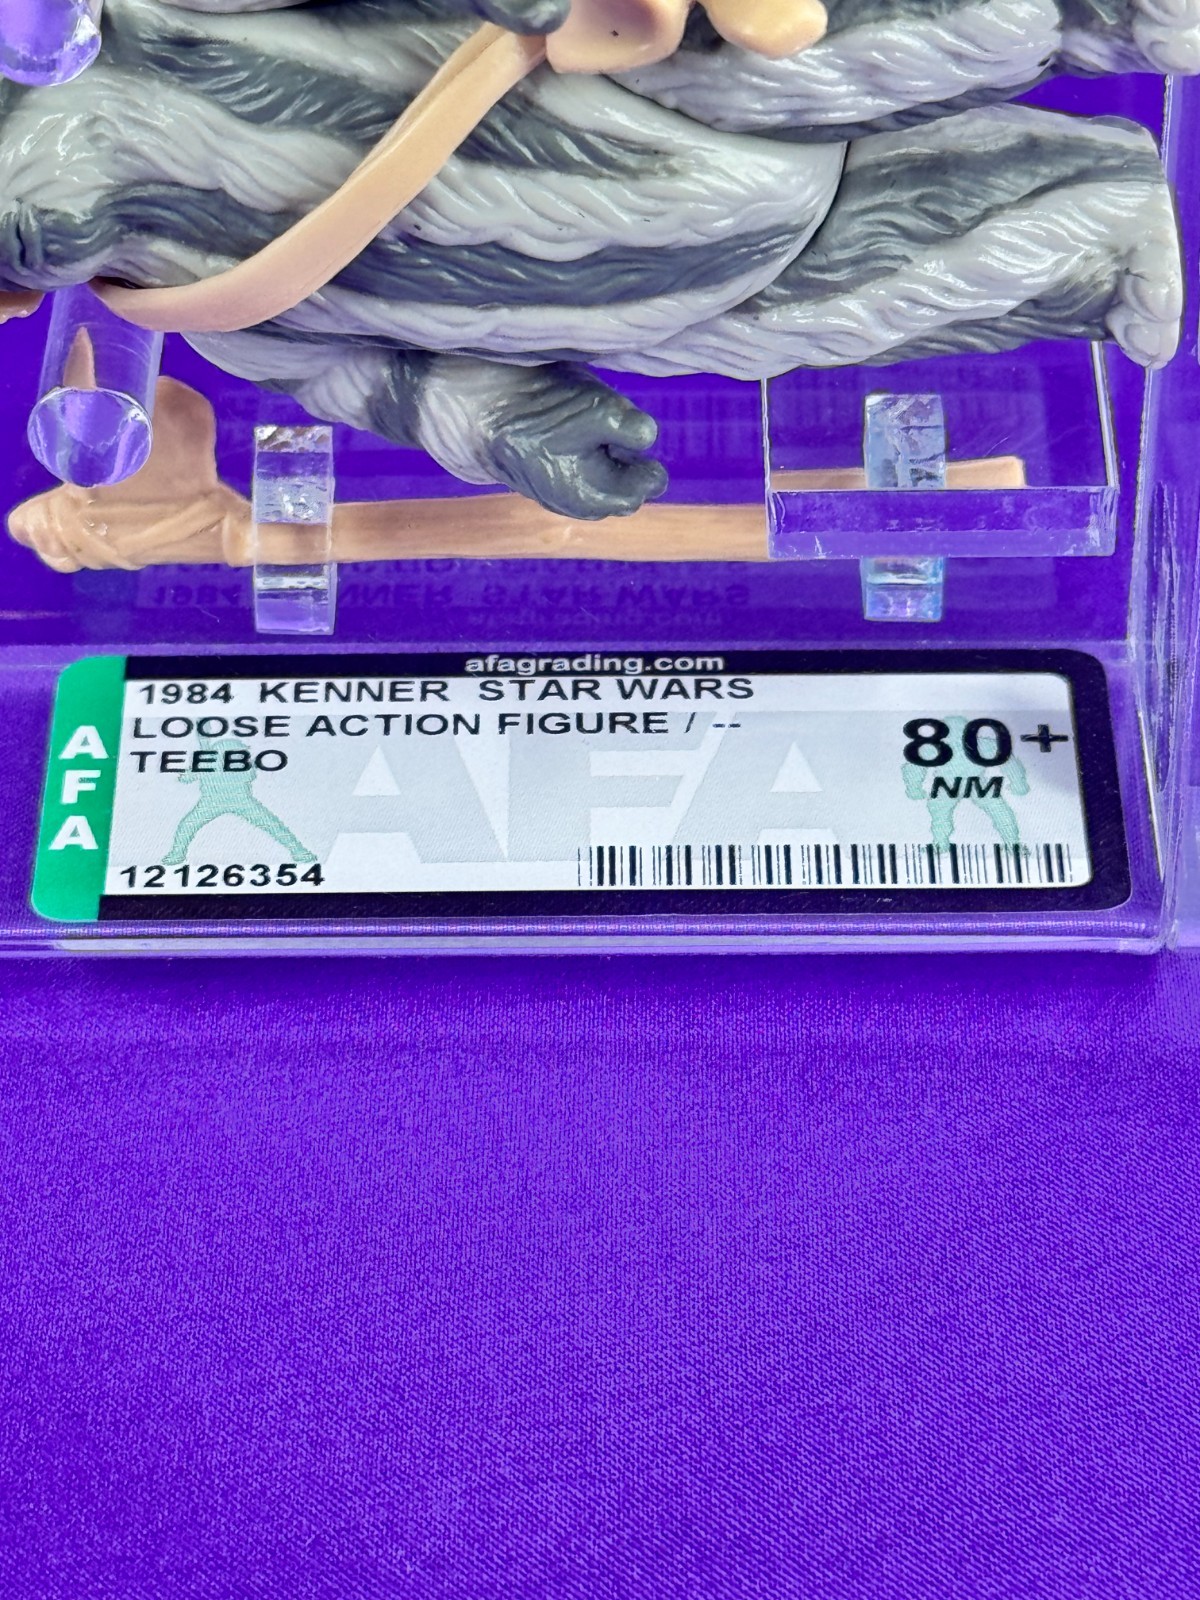 afagrading.com
1984 KENNER STAR WARS
LOOSE ACTION FIGURE / --
TEEBO
80+
NM
AFA
AFA
12126354